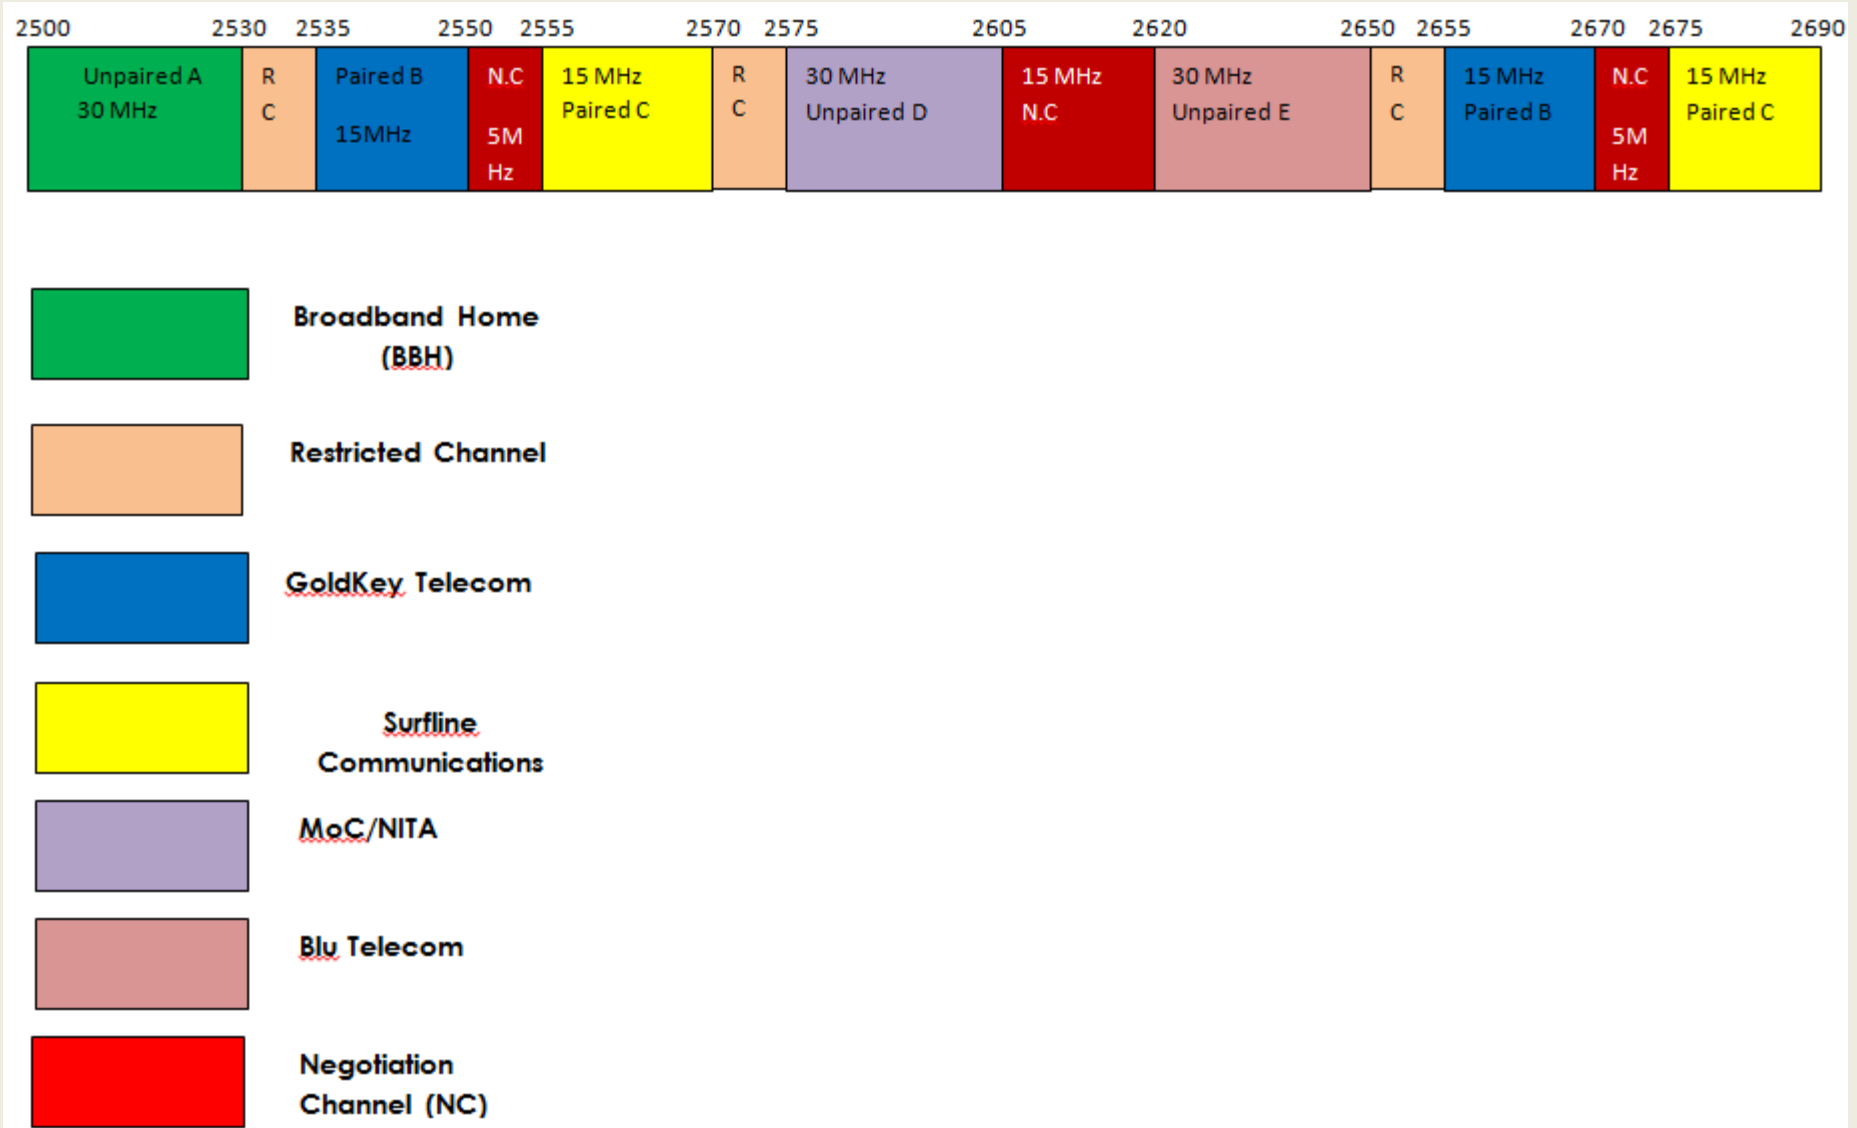 2500 2530 2535 2550 2555 2570 2575 2605 2620 2650 2655 2670 2675 2690
Unpaired A
30 MHz
R
C
Paired B
15MHz
N.C
5M
Hz
15 MHz
Paired C
R
C
30 MHz
Unpaired D
15 MHz
N.C
30 MHz
Unpaired E
R
C
15 MHz
Paired B
N.C
5M
Hz
15 MHz
Paired C
Broadband Home
(BBH)
Restricted Channel
GoldKey Telecom
Surfline
Communications
MoC/NITA
Blu Telecom
Negotiation
Channel (NC)